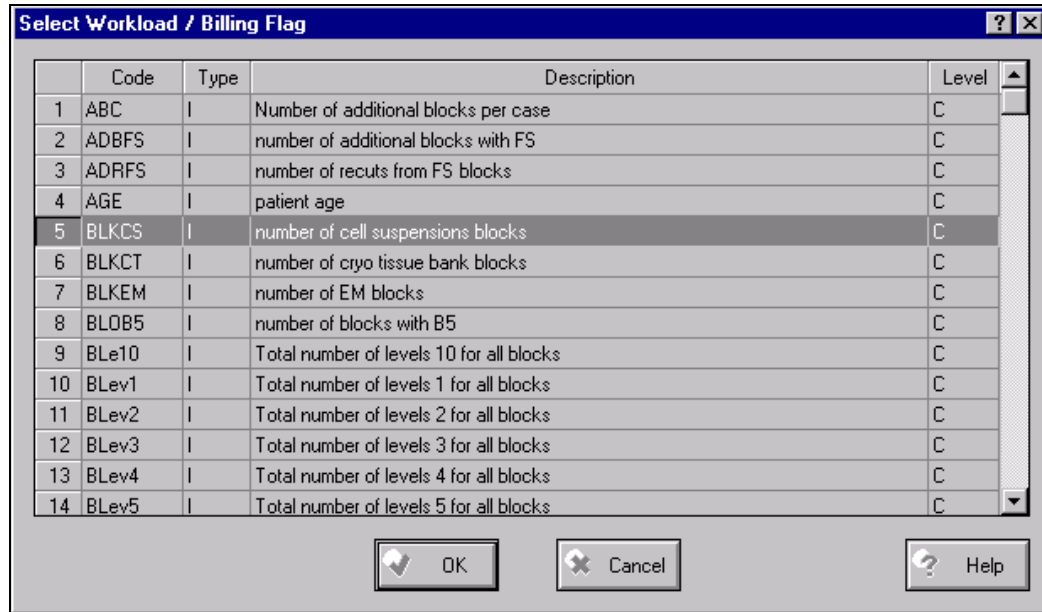 Select Workload / Billing Flag ? ×
Code Type Description Level
1 ABC I Number of additional blocks per case C
2 ADBFS I number of additional blocks with FS C
3 ADRFS I number of recuts from FS blocks C
4 AGE I patient age C
5 BLKCS I number of cell suspensions blocks C
6 BLKCT I number of cryo tissue bank blocks C
7 BLKEM I number of EM blocks C
8 BLOB5 I number of blocks with B5 C
9 BLe10 I Total number of levels 10 for all blocks C
10 BLev1 I Total number of levels 1 for all blocks C
11 BLev2 I Total number of levels 2 for all blocks C
12 BLev3 I Total number of levels 3 for all blocks C
13 BLev4 I Total number of levels 4 for all blocks C
14 BLev5 I Total number of levels 5 for all blocks C
OK Cancel ? Help